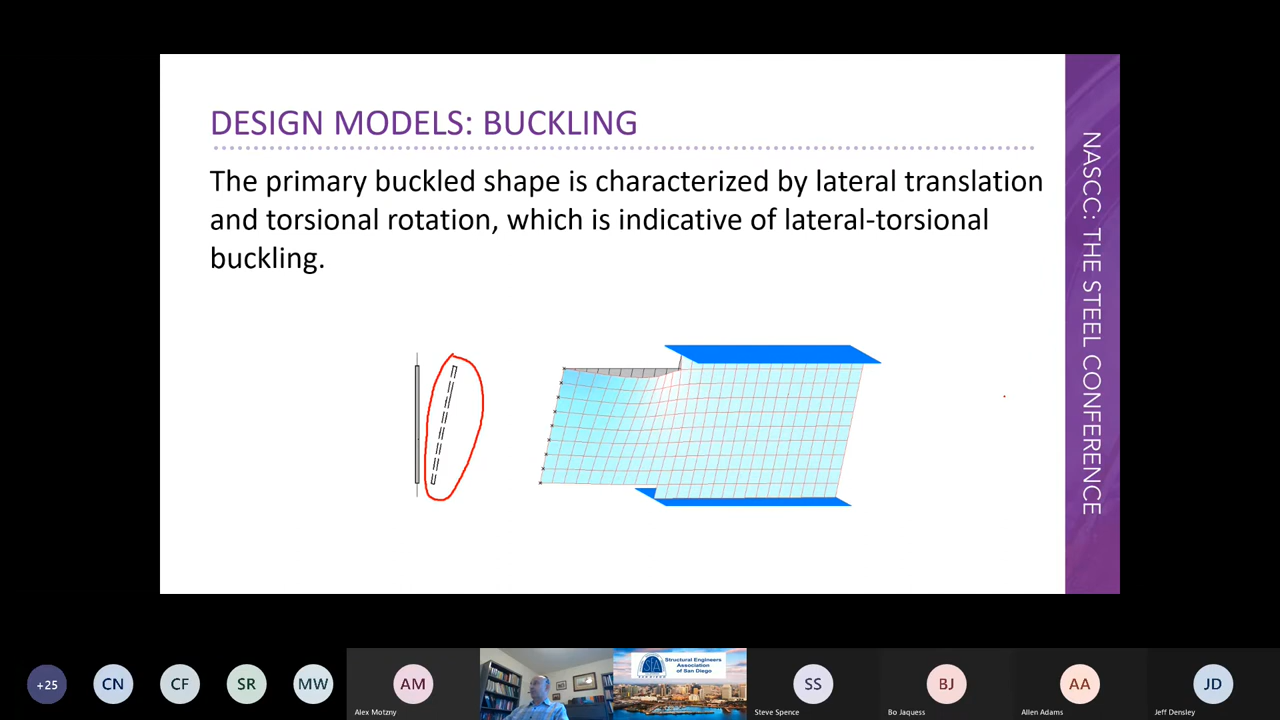 DESIGN MODELS: BUCKLING
The primary buckled shape is characterized by lateral translation
and torsional rotation, which is indicative of lateral-torsional
buckling.
NASCC: THE STEEL CONFERENCE
+25
CN
CF
SR
MW
AM
Alex Motzny
Structural Engineers
Association
of San Diego
SS
Steve Spence
BJ
Bo Jaquess
AA
Allen Adams
JD
Jeff Densley